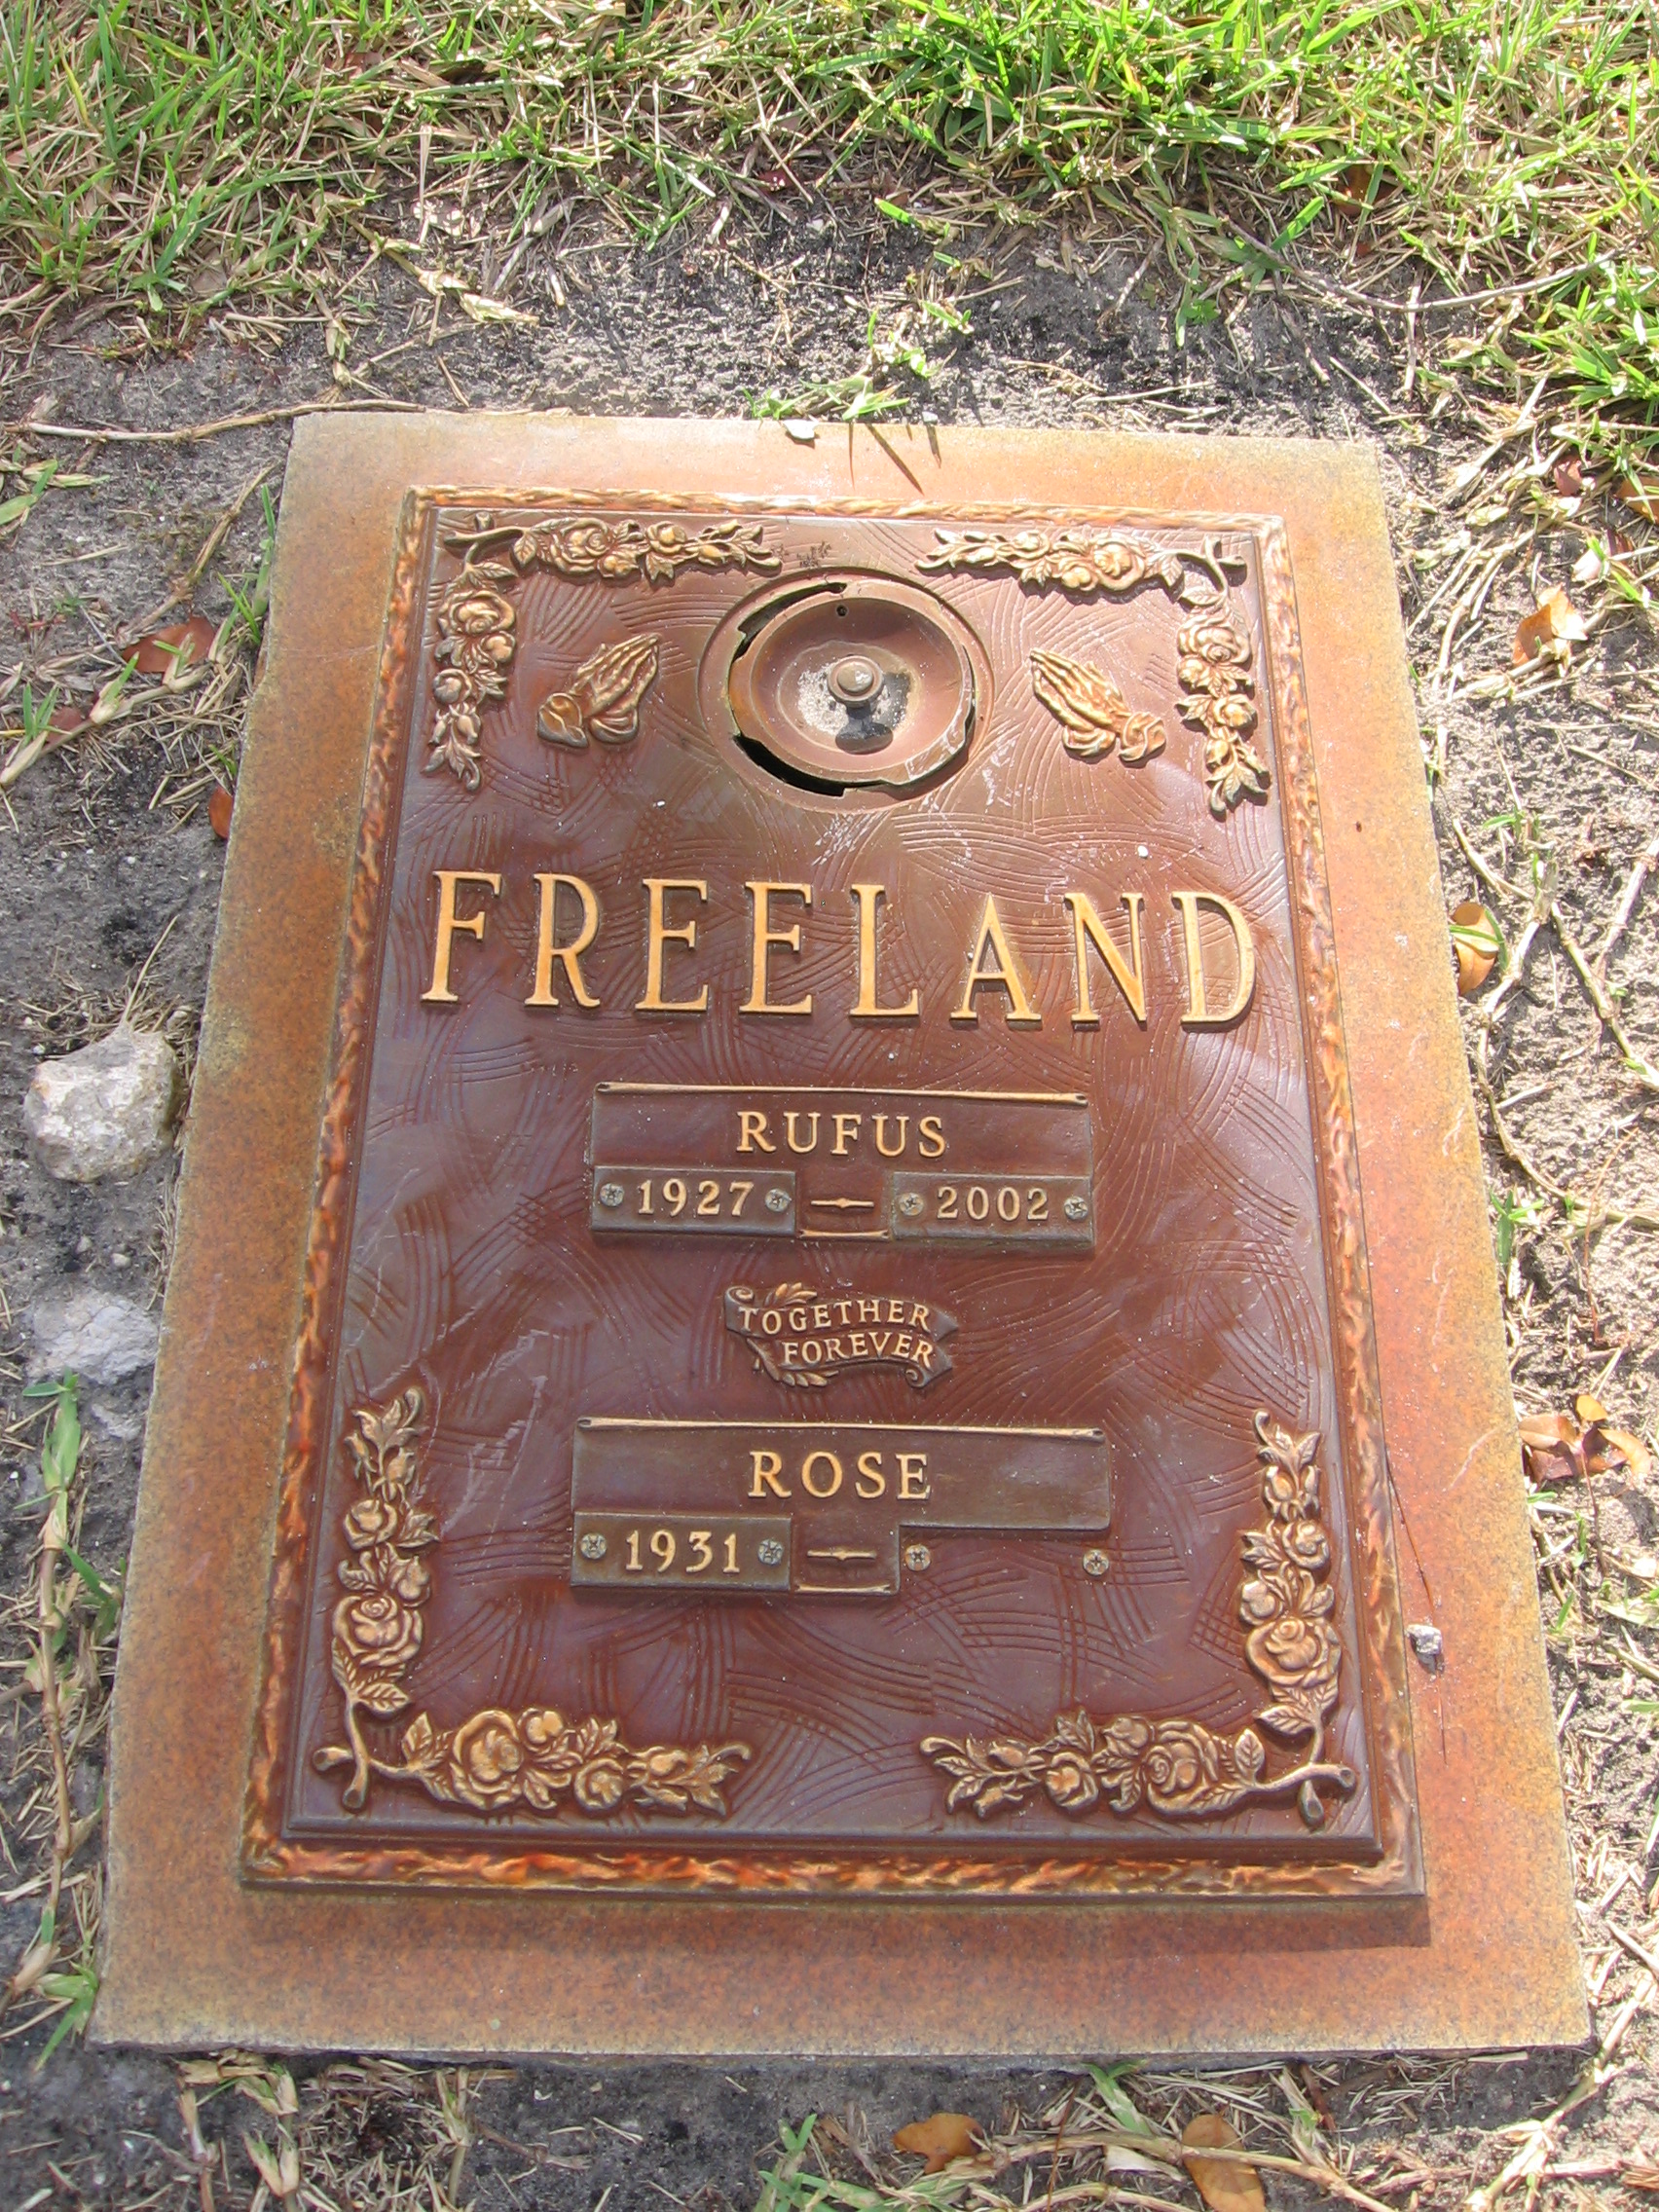 FREELAND
RUFUS
1927 — 2002
TOGETHER
FOREVER
ROSE
1931 —